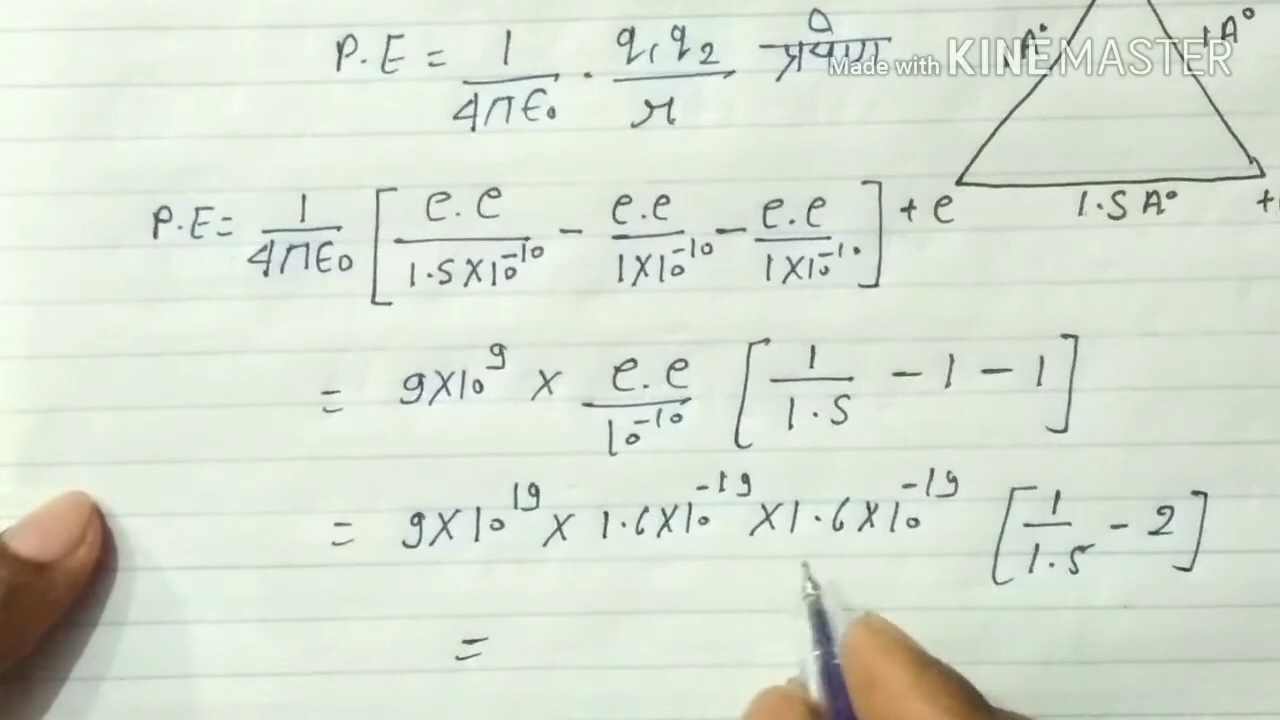 P.E = 1/4πε₀ · q₁q₂/r
A° 1A°
Made with KINEMASTER
P.E = 1/4πε₀ [ e.e/1.5×10⁻¹⁰ − e.e/1×10⁻¹⁰ − e.e/1×10⁻¹⁰ ]
+e 1.5A° +
= 9×10⁹ × e.e/10⁻¹⁰ [ 1/1.5 − 1 − 1 ]
= 9×10¹⁹ × 1.6×10⁻¹⁹ × 1.6×10⁻¹⁹ [ 1/1.5 − 2 ]
=